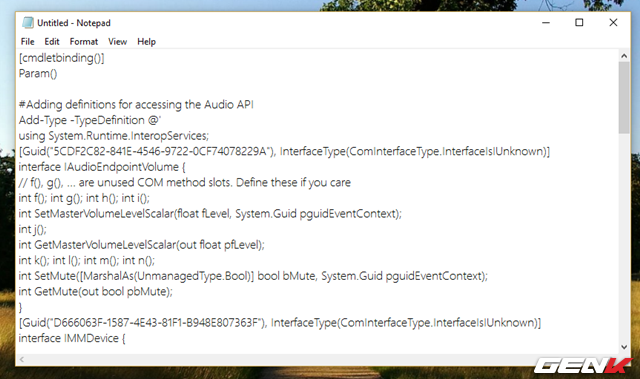 Untitled - Notepad
File Edit Format View Help
[cmdletbinding()]
Param()
#Adding definitions for accessing the Audio API
Add-Type -TypeDefinition @'
using System.Runtime.InteropServices;
[Guid("5CDF2C82-841E-4546-9722-0CF74078229A"), InterfaceType(ComInterfaceType.InterfaceIsIUnknown)]
interface IAudioEndpointVolume {
// f(), g(), ... are unused COM method slots. Define these if you care
int f(); int g(); int h(); int i();
int SetMasterVolumeLevelScalar(float fLevel, System.Guid pguidEventContext);
int j();
int GetMasterVolumeLevelScalar(out float pfLevel);
int k(); int l(); int m(); int n();
int SetMute([MarshalAs(UnmanagedType.Bool)] bool bMute, System.Guid pguidEventContext);
int GetMute(out bool pbMute);
}
[Guid("D666063F-1587-4E43-81F1-B948E807363F"), InterfaceType(ComInterfaceType.InterfaceIsIUnknown)]
interface IMMDevice {
GENK